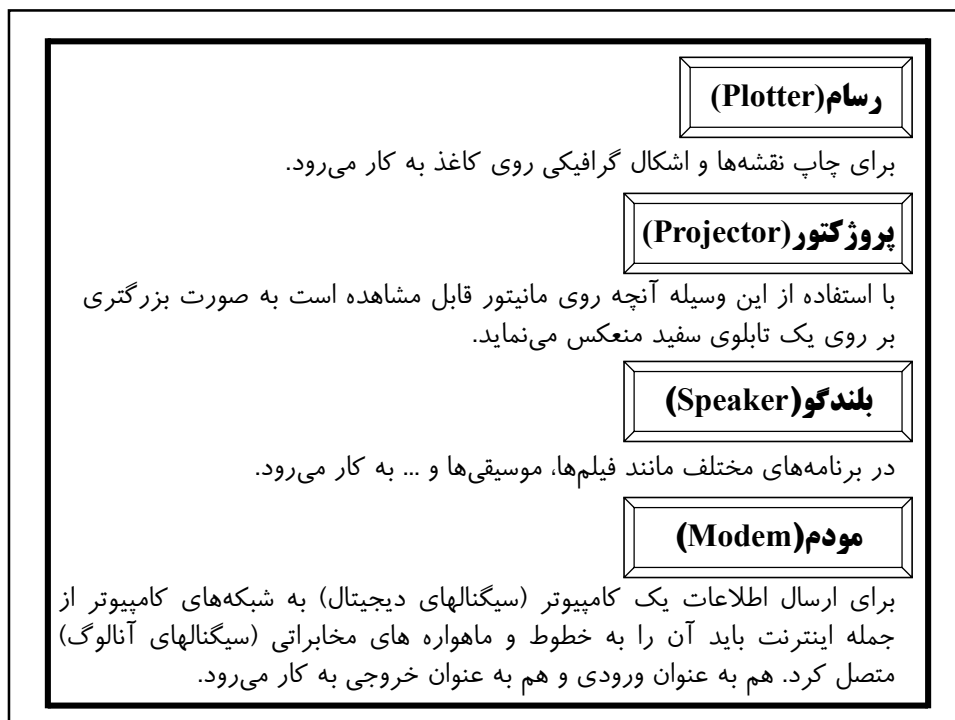 رسام(Plotter)
برای چاپ نقشه‌ها و اشکال گرافیکی روی کاغذ به کار می‌رود.
پروژکتور(Projector)
با استفاده از این وسیله آنچه روی مانیتور قابل مشاهده است به صورت بزرگتری
بر روی یک تابلوی سفید منعکس می‌نماید.
بلندگو(Speaker)
در برنامه‌های مختلف مانند فیلم‌ها، موسیقی‌ها و ... به کار می‌رود.
مودم(Modem)
برای ارسال اطلاعات یک کامپیوتر (سیگنالهای دیجیتال) به شبکه‌های کامپیوتر از
جمله اینترنت باید آن را به خطوط و ماهواره های مخابراتی (سیگنالهای آنالوگ)
متصل کرد. هم به عنوان ورودی و هم به عنوان خروجی به کار می‌رود.